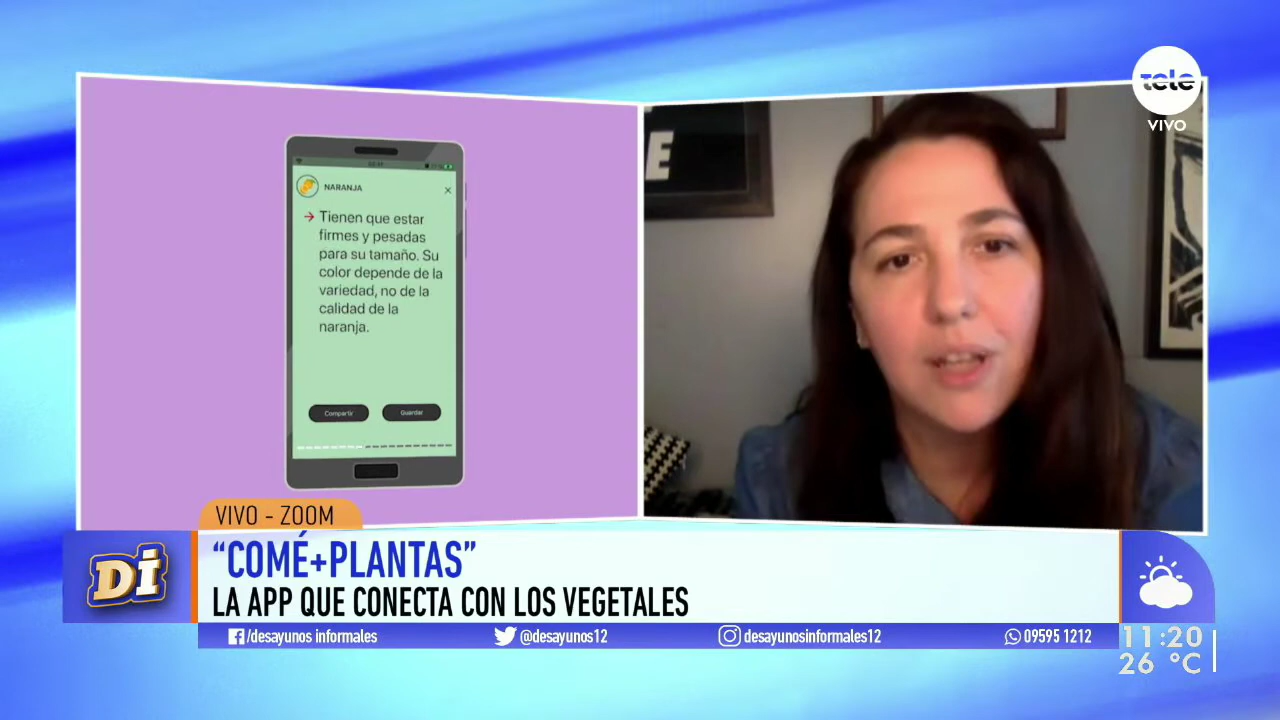 tele
VIVO
E
NARANJA
Tienen que estar
firmes y pesadas
para su tamaño. Su
color depende de la
variedad, no de la
calidad de la
naranja.
Compartir
Guardar
VIVO - ZOOM
“COMÉ+PLANTAS”
LA APP QUE CONECTA CON LOS VEGETALES
Di
/desayunos informales
@desayunos12
desayunosinformales12
09595 1212
11:20
26 °C